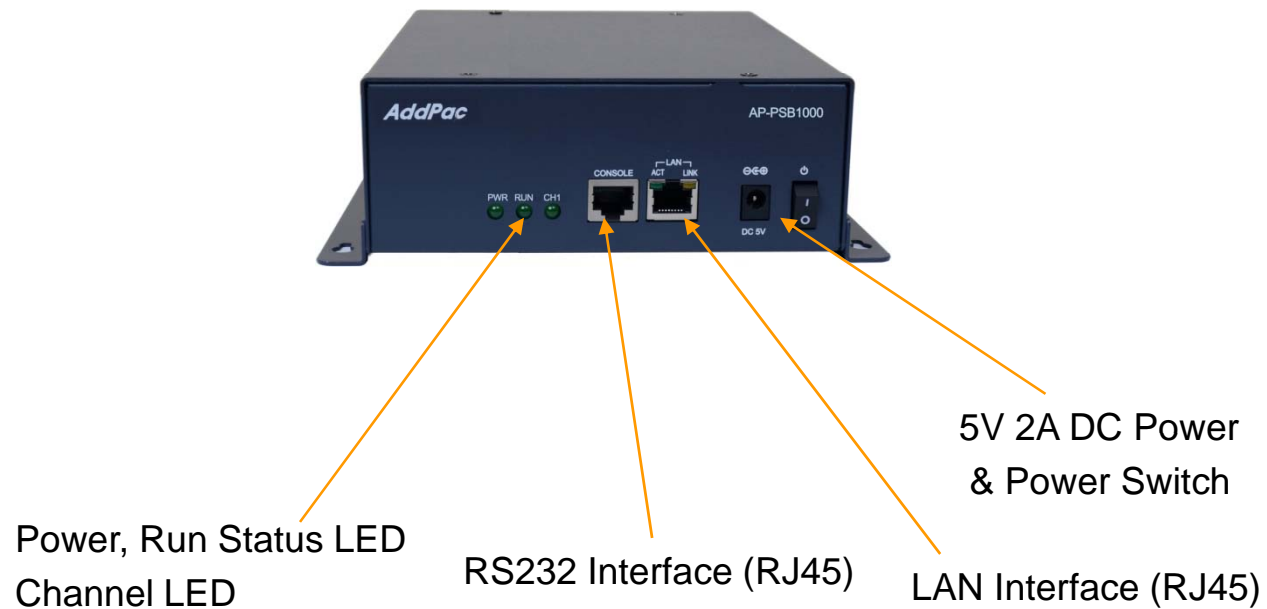 AddPac
AP-PSB1000
LAN
CONSOLE
ACT
LINK
PWR
RUN
CH1
DC 5V
I
O
5V 2A DC Power
& Power Switch
Power, Run Status LED
Channel LED
RS232 Interface (RJ45)
LAN Interface (RJ45)